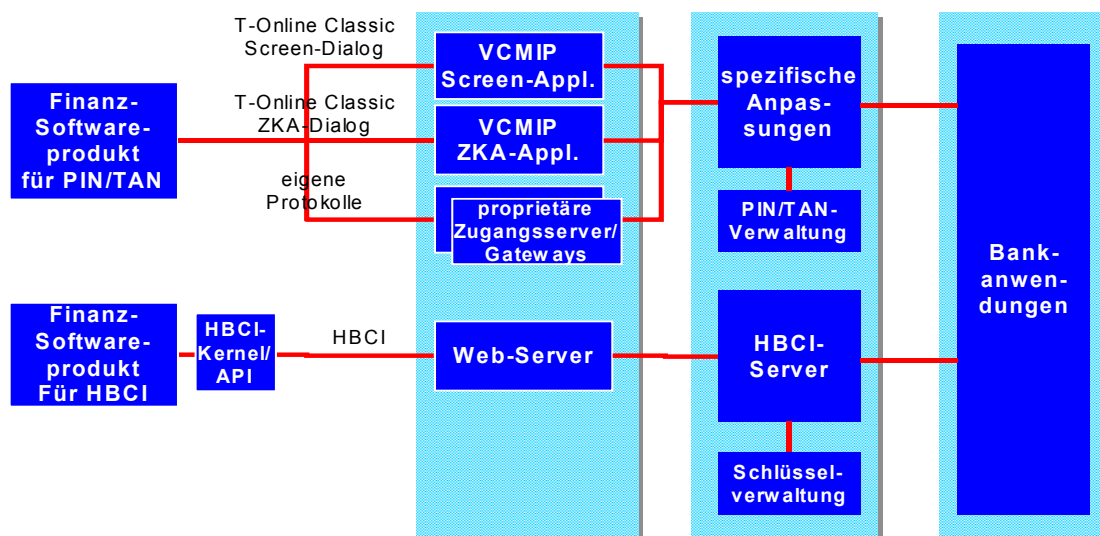 T-Online Classic
Screen-Dialog
VCMIP
Screen-Appl.
spezifische
Anpas-
sungen
Finanz-
Software-
produkt
für PIN/TAN
T-Online Classic
ZKA-Dialog
VCMIP
ZKA-Appl.
eigene
Protokolle
proprietäre
Zugangsserver/
Gateways
PIN/TAN-
Verwaltung
Bank-
anwen-
dungen
Finanz-
Software-
produkt
Für HBCI
HBCI-
Kernel/
API
HBCI
Web-Server
HBCI-
Server
Schlüssel-
verwaltung